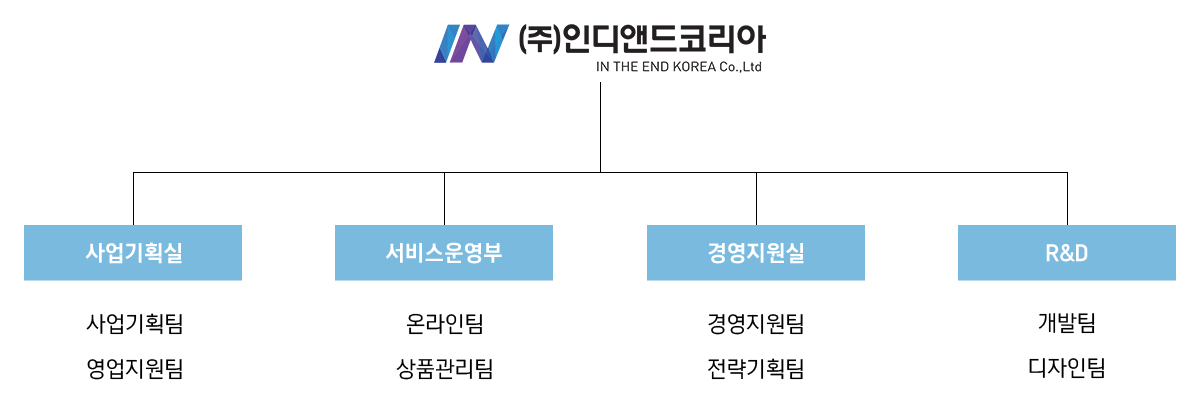 IN (주)인디앤드코리아
IN THE END KOREA Co.,Ltd
사업기획실
서비스운영부
경영지원실
R&D
사업기획팀
온라인팀
경영지원팀
개발팀
영업지원팀
상품관리팀
전략기획팀
디자인팀